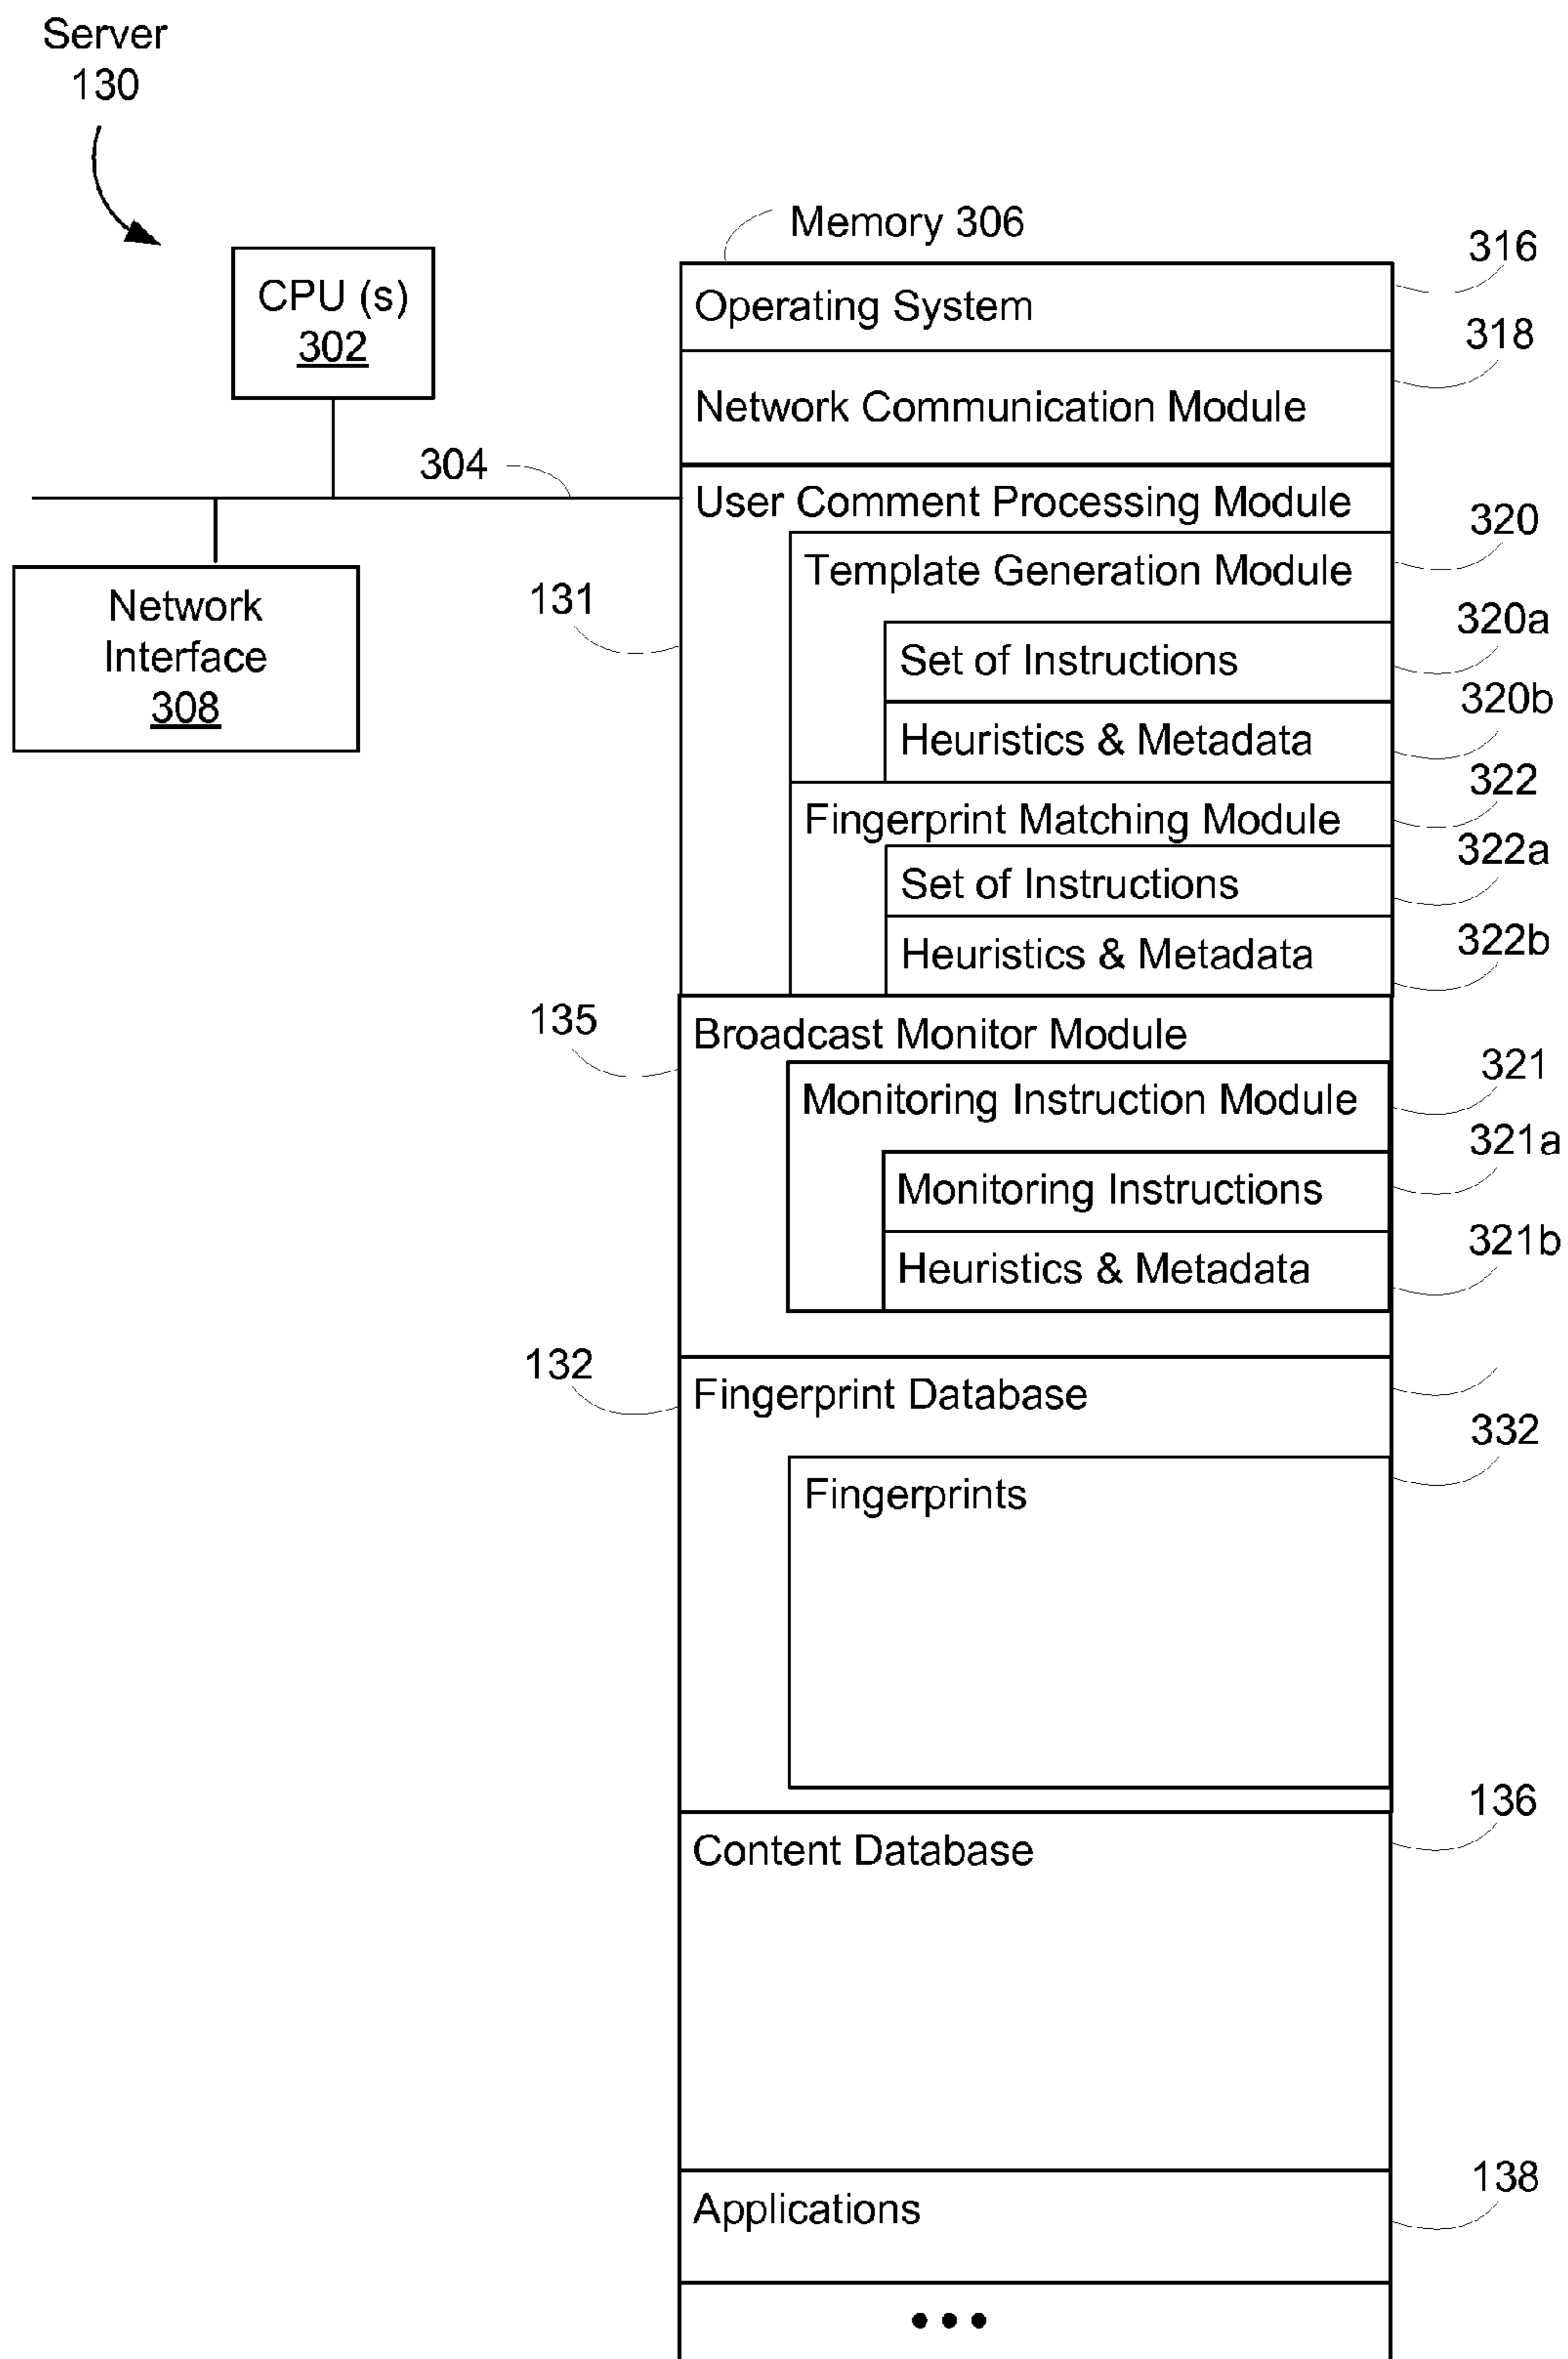 Server
130
Memory 306
316
CPU (s)
302
Operating System
318
Network Communication Module
304
User Comment Processing Module
320
Template Generation Module
131
320a
Network
Interface
308
Set of Instructions
320b
Heuristics & Metadata
322
Fingerprint Matching Module
322a
Set of Instructions
322b
Heuristics & Metadata
135
Broadcast Monitor Module
321
Monitoring Instruction Module
321a
Monitoring Instructions
321b
Heuristics & Metadata
132
Fingerprint Database
332
Fingerprints
136
Content Database
138
Applications
•••